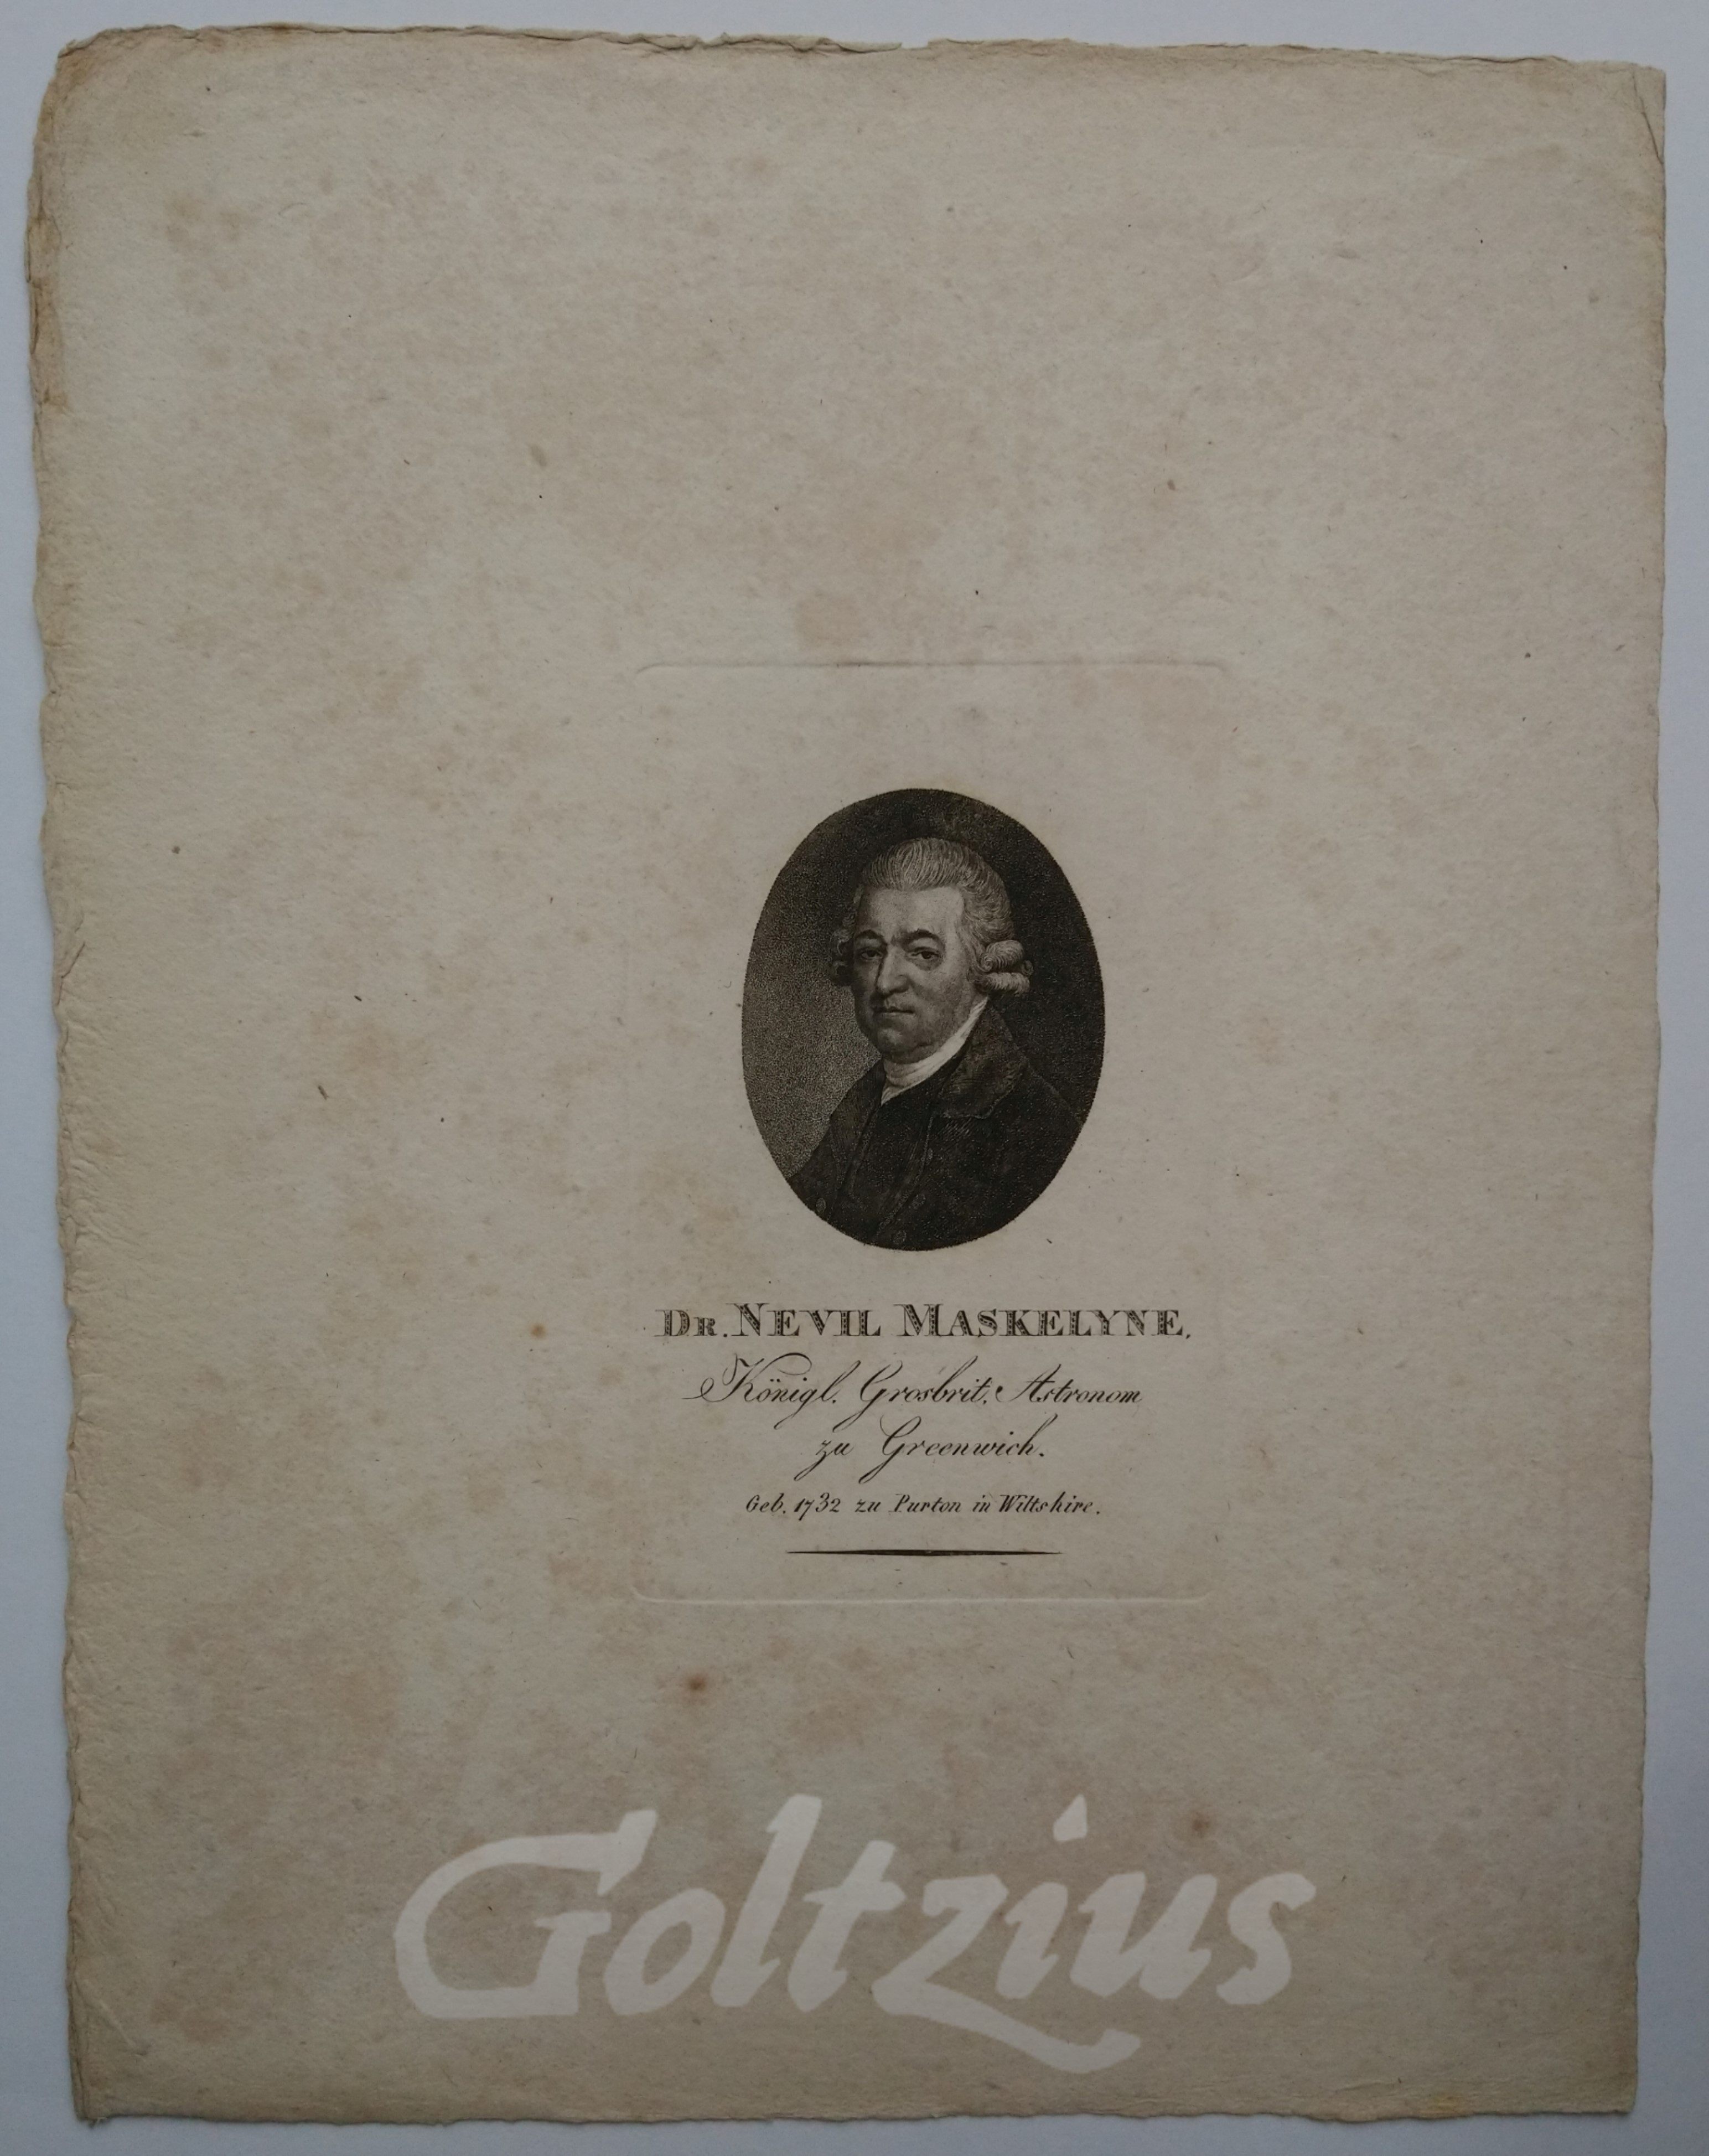 DR. NEVIL MASKELYNE,
Königl. Grosbrit. Astronom
zu Greenwich.
Geb. 1732 zu Purton in Wiltshire.
Goltzius